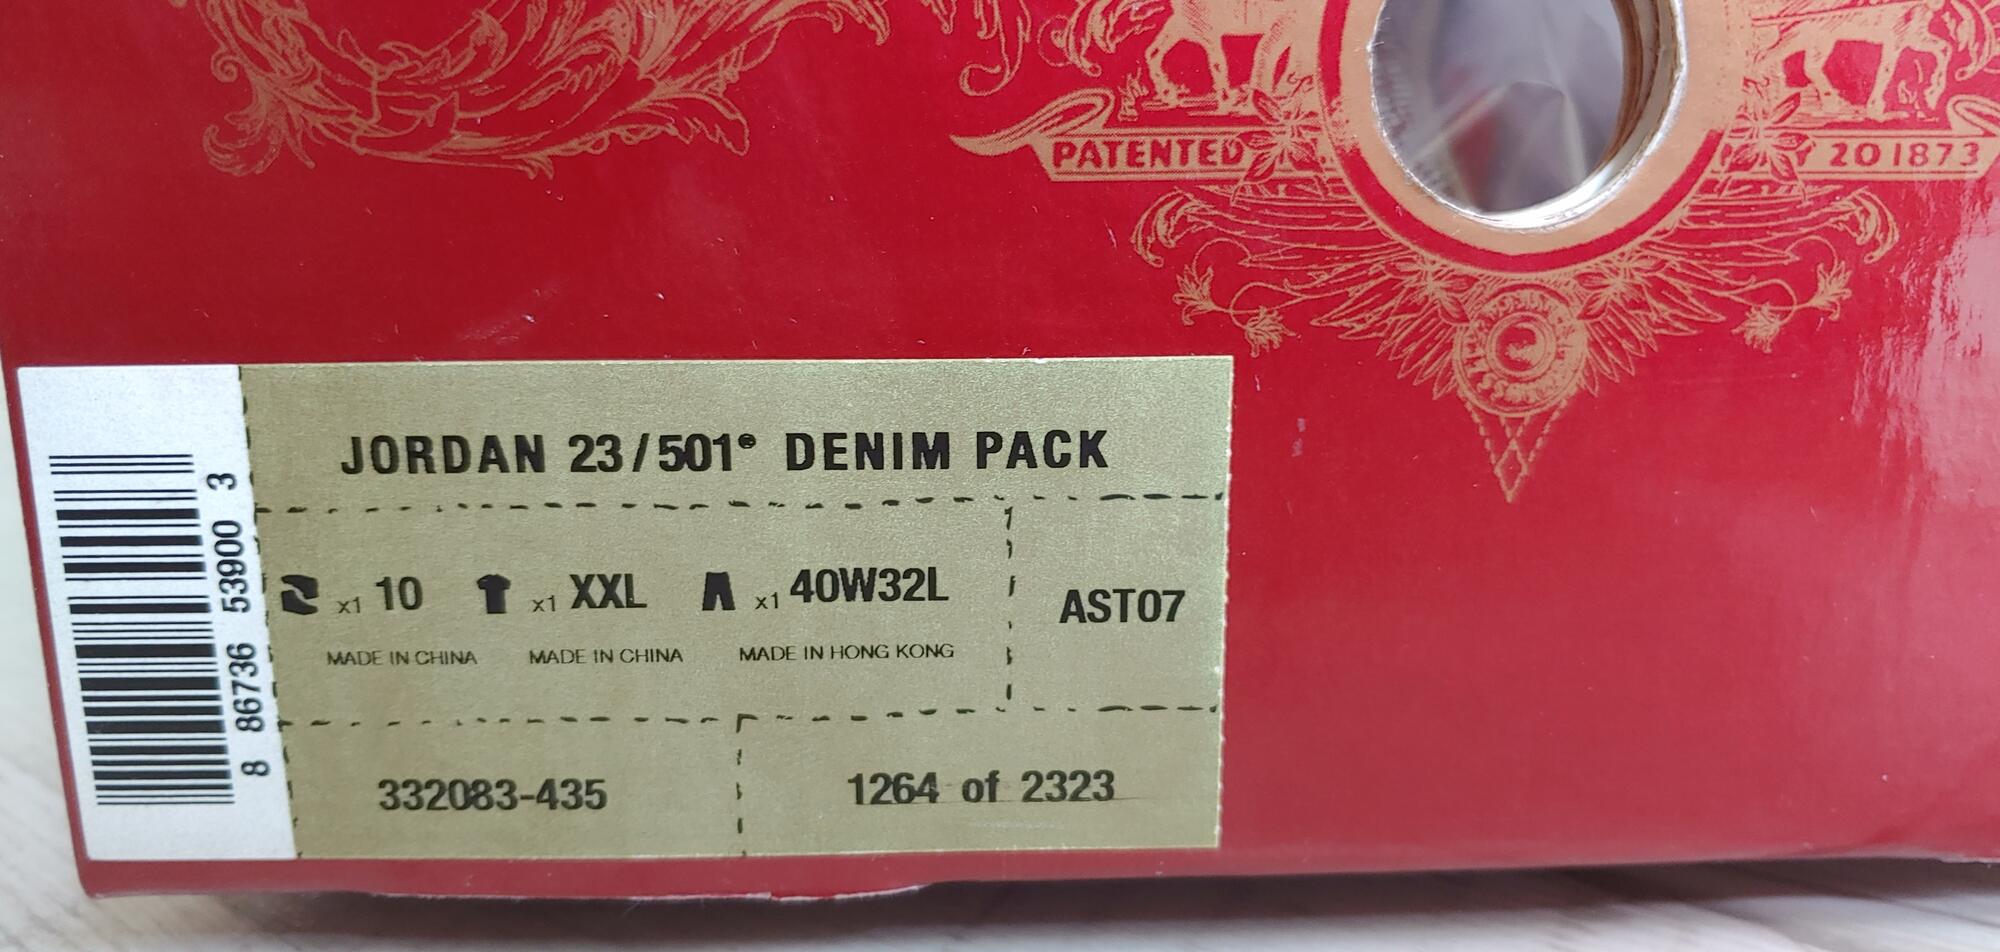 PATENTED
Y 20 1873
JORDAN 23/501® DENIM PACK
x1 10
x1 XXL
x1 40W32L
AST07
MADE IN CHINA
MADE IN CHINA
MADE IN HONG KONG
332083-435
1264 of 2323
8 86736 53900 3